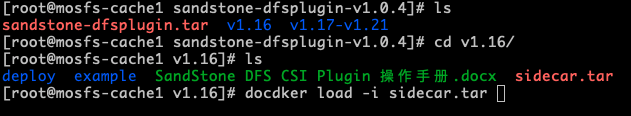 [root@mosfs-cache1 sandstone-dfsplugin-v1.0.4]# ls
sandstone-dfsplugin.tar v1.16 v1.17-v1.21
[root@mosfs-cache1 sandstone-dfsplugin-v1.0.4]# cd v1.16/
[root@mosfs-cache1 v1.16]# ls
deploy example SandStone DFS CSI Plugin 操作手册.docx sidecar.tar
[root@mosfs-cache1 v1.16]# docdker load -i sidecar.tar